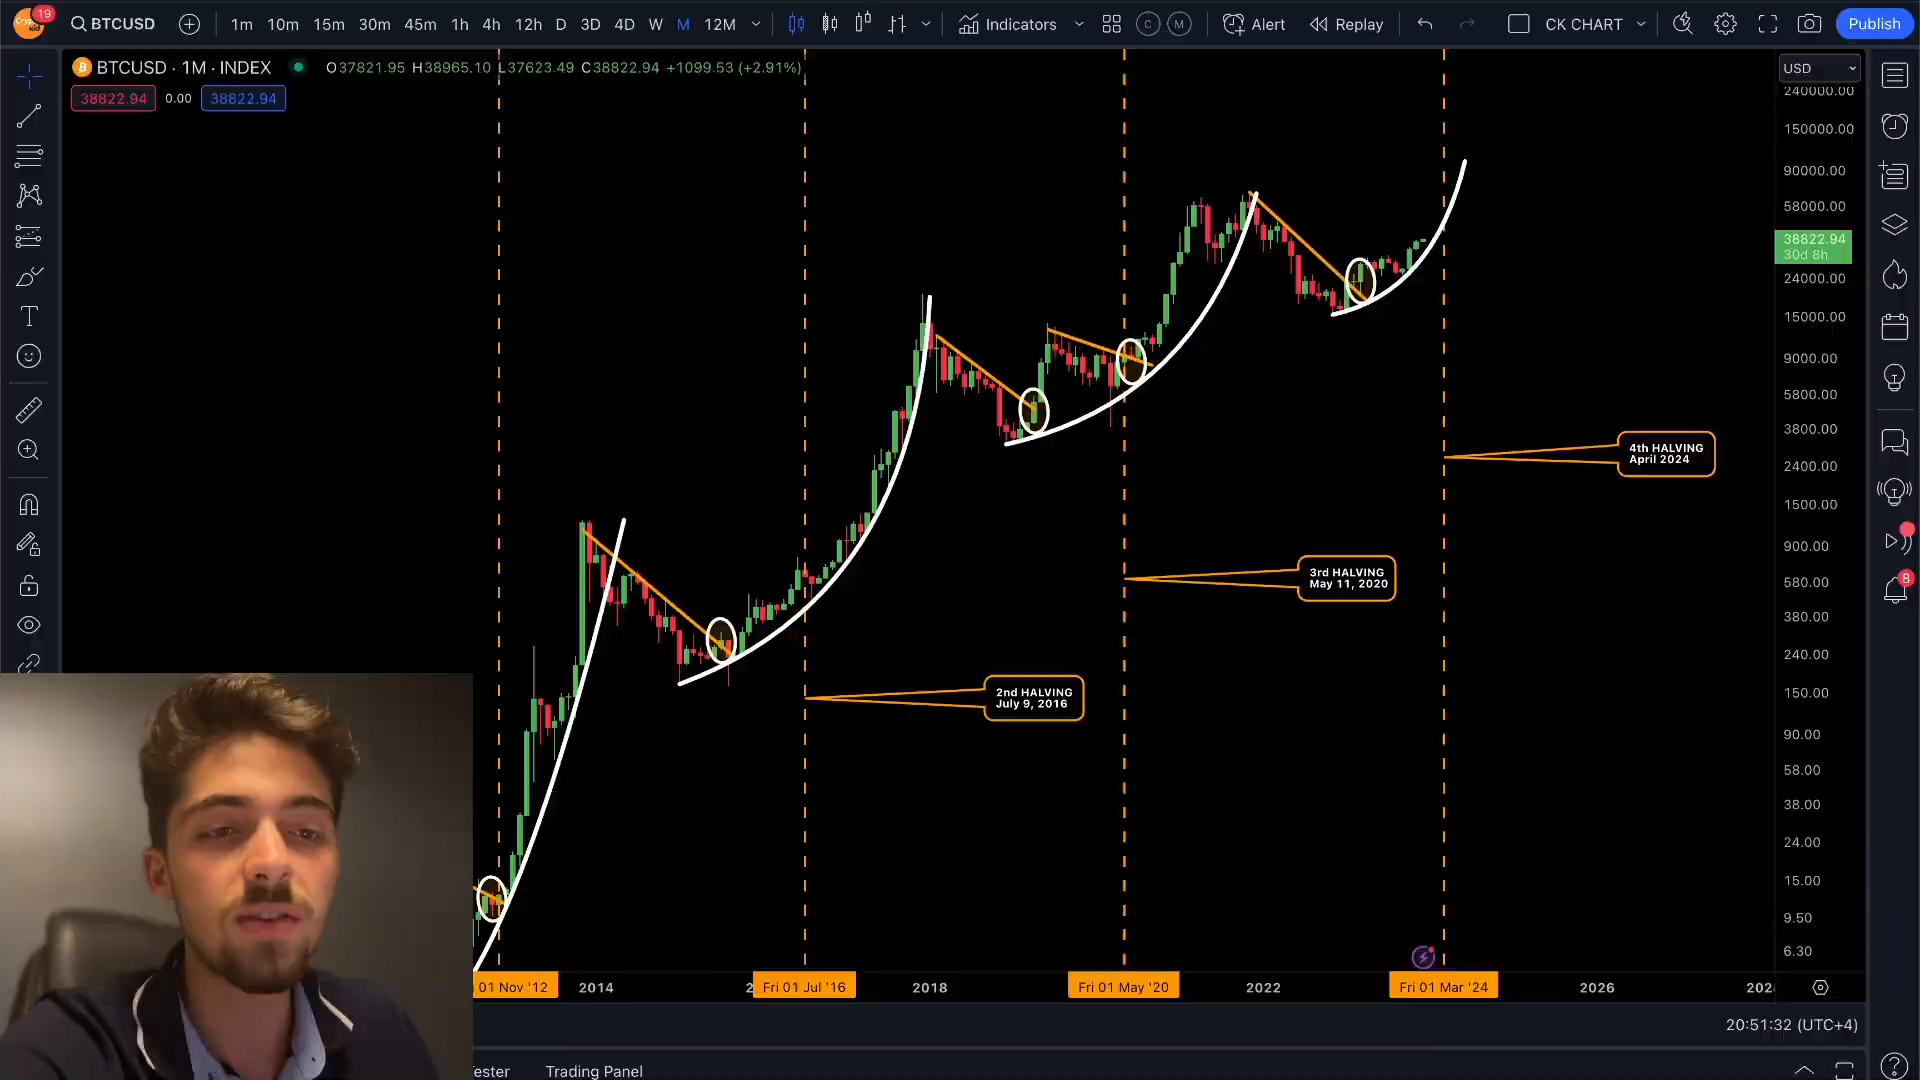 19
BTCUSD
1m 10m 15m 30m 45m 1h 4h 12h D 3D 4D W M 12M
Indicators
C M
Alert
Replay
CK CHART
Publish
BTCUSD · 1M · INDEX
O37821.95 H38965.10 L37623.49 C38822.94 +1099.53 (+2.91%)
38822.94 0.00 38822.94
USD
240000.00
150000.00
90000.00
58000.00
38822.94
30d 8h
24000.00
15000.00
9000.00
5800.00
3800.00
2400.00
1500.00
900.00
580.00
380.00
240.00
150.00
90.00
58.00
38.00
24.00
15.00
9.50
6.30
4th HALVING
April 2024
3rd HALVING
May 11, 2020
2nd HALVING
July 9, 2016
8
01 Nov '12 2014 2 Fri 01 Jul '16 2018 Fri 01 May '20 2022 Fri 01 Mar '24 2026 202
20:51:32 (UTC+4)
ester Trading Panel